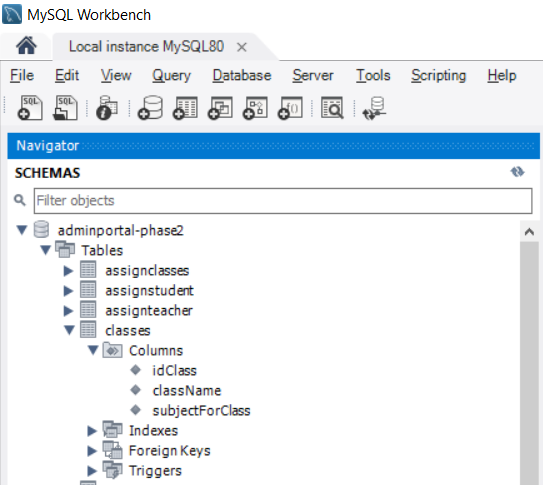 MySQL Workbench
Local instance MySQL80
File Edit View Query Database Server Tools Scripting Help
SQL SQL
Navigator
SCHEMAS
Filter objects
adminportal-phase2
Tables
assignclasses
assignstudent
assignteacher
classes
Columns
idClass
className
subjectForClass
Indexes
Foreign Keys
Triggers